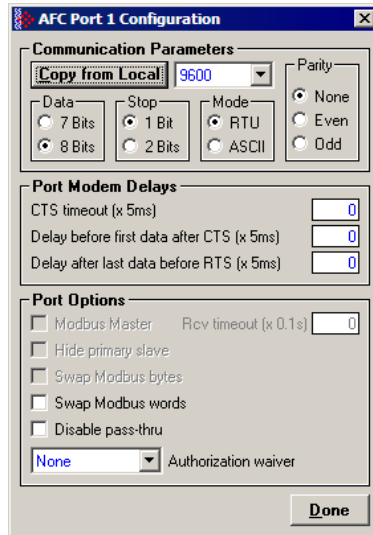 AFC Port 1 Configuration
Communication Parameters
Copy from Local 9600
Parity
None
Even
Odd
Data
7 Bits
8 Bits
Stop
1 Bit
2 Bits
Mode
RTU
ASCII
Port Modem Delays
CTS timeout (x 5ms) 0
Delay before first data after CTS (x 5ms) 0
Delay after last data before RTS (x 5ms) 0
Port Options
Modbus Master Rcv timeout (x 0.1s) 0
Hide primary slave
Swap Modbus bytes
Swap Modbus words
Disable pass-thru
None Authorization waiver
Done